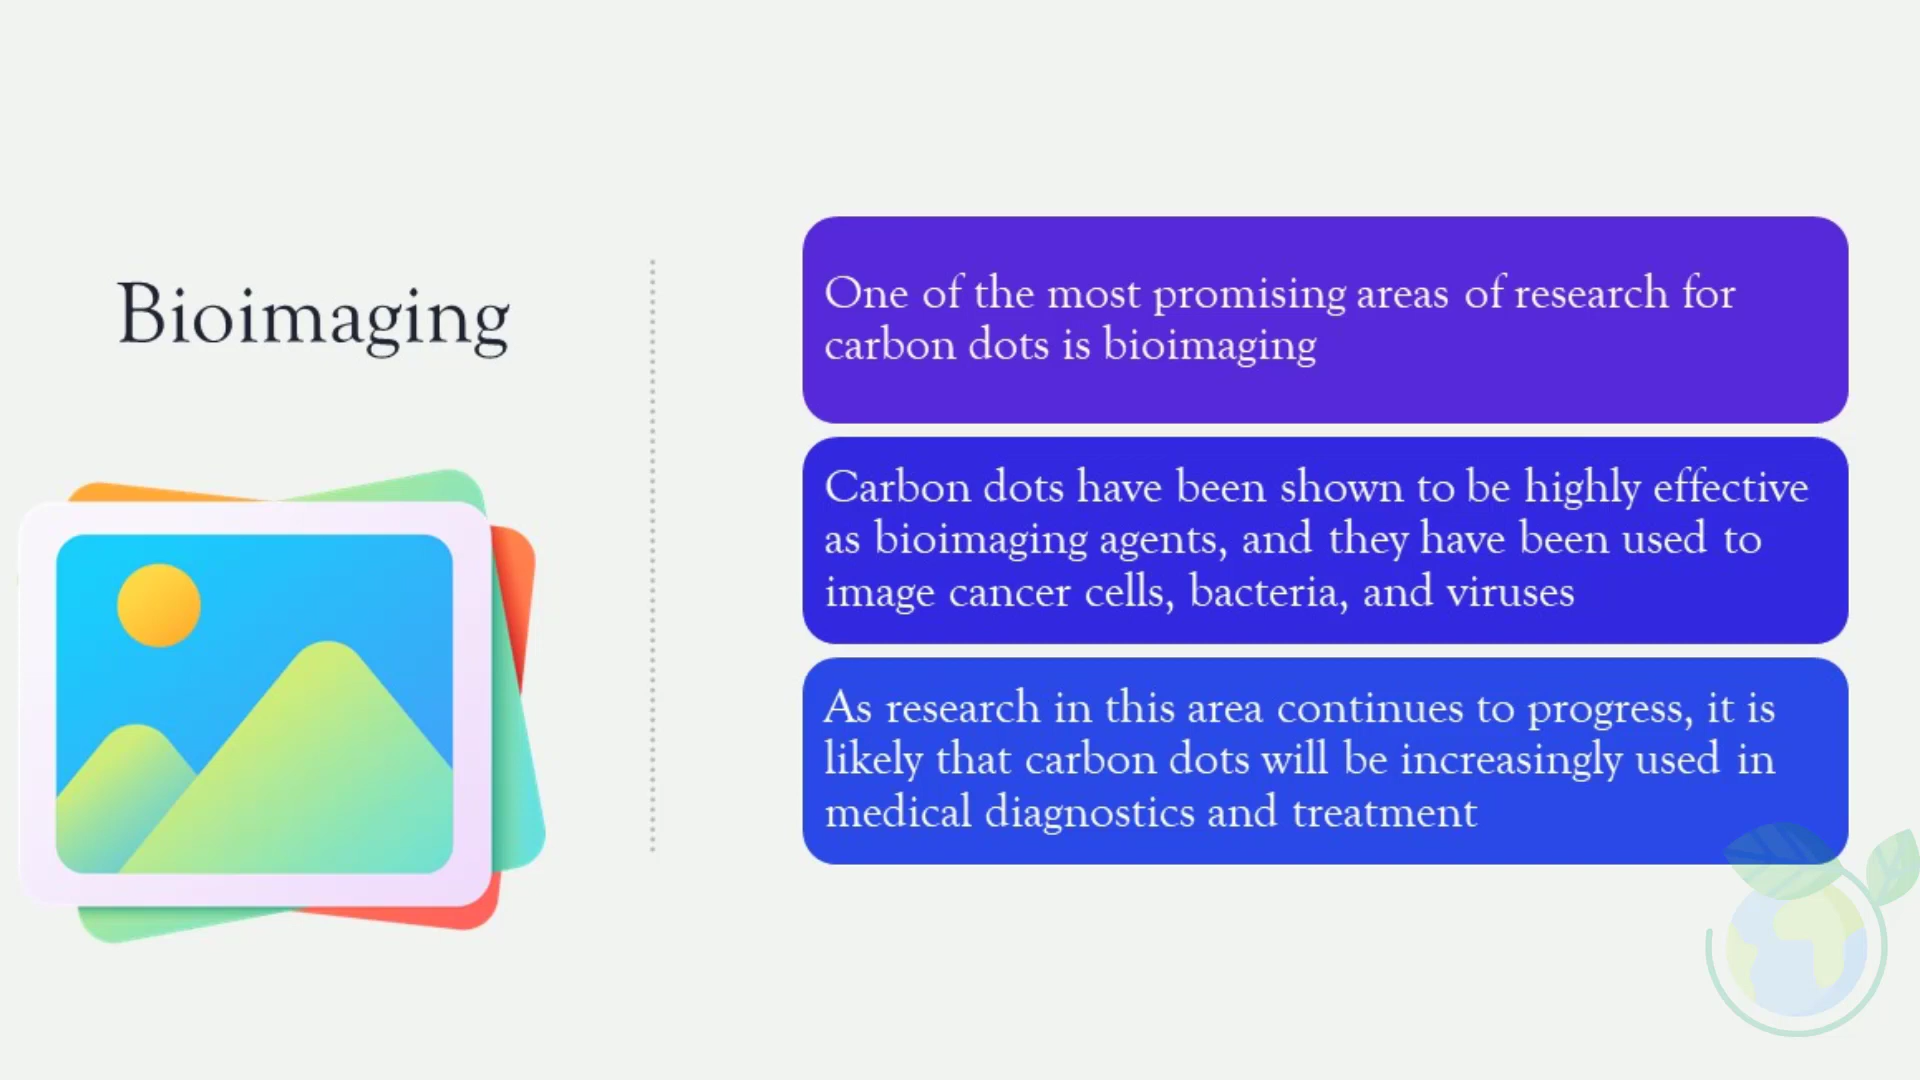 Bioimaging
One of the most promising areas of research for
carbon dots is bioimaging
Carbon dots have been shown to be highly effective
as bioimaging agents, and they have been used to
image cancer cells, bacteria, and viruses
As research in this area continues to progress, it is
likely that carbon dots will be increasingly used in
medical diagnostics and treatment